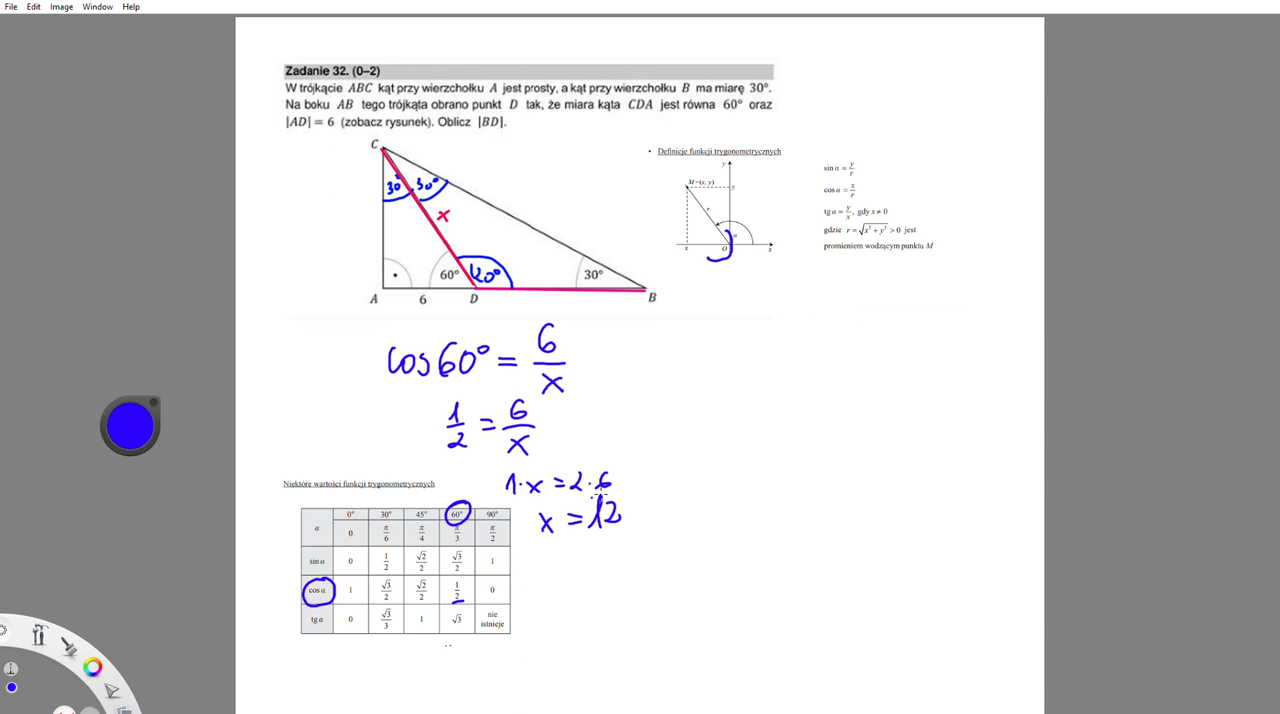 File Edit Image Window Help
Zadanie 32. (0–2)
W trójkącie ABC kąt przy wierzchołku A jest prosty, a kąt przy wierzchołku B ma miarę 30°.
Na boku AB tego trójkąta obrano punkt D tak, że miara kąta CDA jest równa 60° oraz
|AD| = 6 (zobacz rysunek). Oblicz |BD|.
C
30° 30°
x
60° 120° 30°
A 6 D B
• Definicje funkcji trygonometrycznych
y
M=(x, y) y
r
α
x O x
sin α = y/r
cos α = x/r
tg α = y/x, gdy x ≠ 0
gdzie r = √(x² + y²) > 0 jest
promieniem wodzącym punktu M
cos60° = 6/x
1/2 = 6/x
1·x = 2·6
x = 12
Niektóre wartości funkcji trygonometrycznych
α 0° 30° 45° 60° 90°
0 π/6 π/4 π/3 π/2
sin α 0 1/2 √2/2 √3/2 1
cos α 1 √3/2 √2/2 1/2 0
tg α 0 √3/3 1 √3 nie istnieje